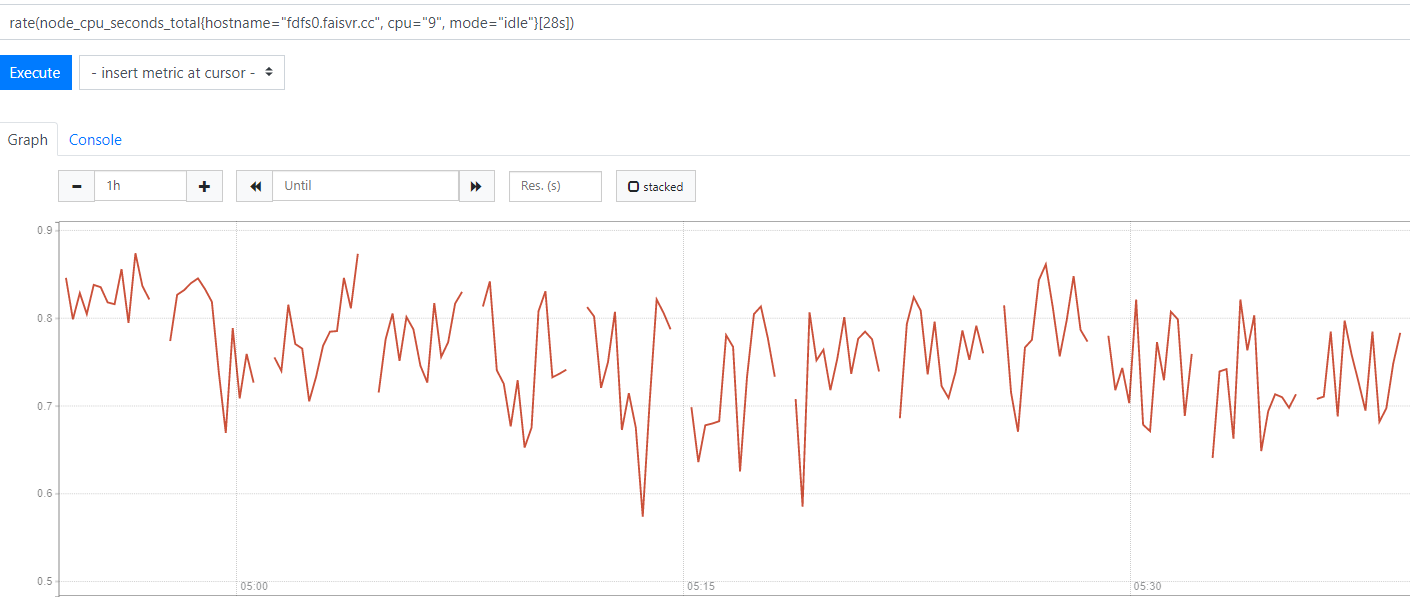 rate(node_cpu_seconds_total{hostname="fdfs0.faisvr.cc", cpu="9", mode="idle"}[28s])
Execute
- insert metric at cursor -
Graph
Console
1h
Until
Res. (s)
stacked
0.9
0.8
0.7
0.6
0.5
05:00
05:15
05:30